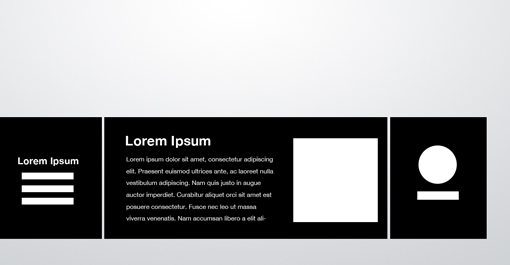 Lorem Ipsum
Lorem Ipsum
Lorem ipsum dolor sit amet, consectetur adipiscing
elit. Praesent euismod ultrices ante, ac laoreet nulla
vestibulum adipiscing. Nam quis justo in augue
auctor imperdiet. Curabitur aliquet orci sit amet est
posuere consectetur. Fusce nec leo ut massa
viverra venenatis. Nam accumsan libero a elit ali-